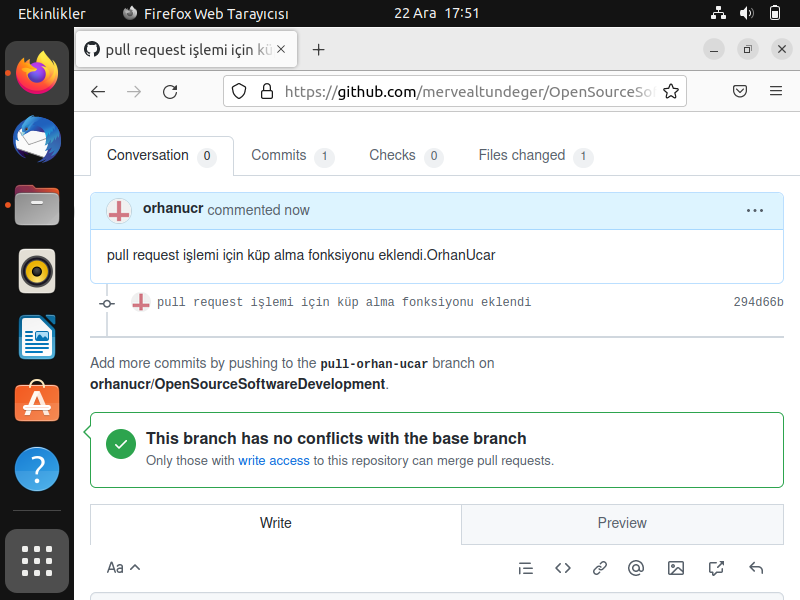 Etkinlikler Firefox Web Tarayıcısı 22 Ara 17:51
pull request işlemi için kü
https://github.com/mervealtundeger/OpenSourceSof
Conversation 0 Commits 1 Checks 0 Files changed 1
orhanucr commented now
pull request işlemi için küp alma fonksiyonu eklendi.OrhanUcar
pull request işlemi için küp alma fonksiyonu eklendi 294d66b
Add more commits by pushing to the pull-orhan-ucar branch on
orhanucr/OpenSourceSoftwareDevelopment.
This branch has no conflicts with the base branch
Only those with write access to this repository can merge pull requests.
Write Preview
Aa